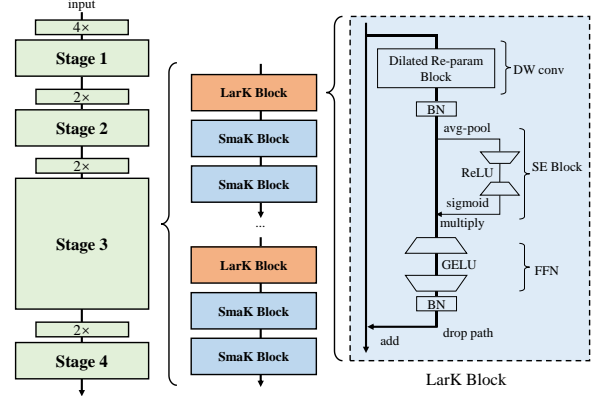 input
4×
Stage 1
2×
Stage 2
2×
Stage 3
2×
Stage 4
LarK Block
SmaK Block
SmaK Block
...
LarK Block
SmaK Block
SmaK Block
Dilated Re-param
Block
DW conv
BN
avg-pool
ReLU
SE Block
sigmoid
multiply
GELU
FFN
BN
drop path
add
LarK Block